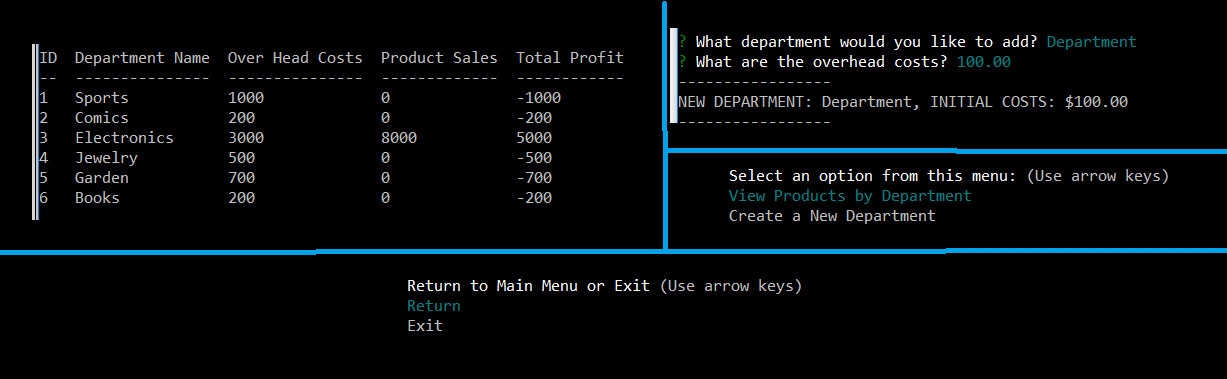 ID  Department Name  Over Head Costs  Product Sales  Total Profit
--  ---------------  ---------------  -------------  ------------
1   Sports           1000             0              -1000
2   Comics           200              0              -200
3   Electronics      3000             8000           5000
4   Jewelry          500              0              -500
5   Garden           700              0              -700
6   Books            200              0              -200
? What department would you like to add? Department
? What are the overhead costs? 100.00
-----------------
NEW DEPARTMENT: Department, INITIAL COSTS: $100.00
-----------------
Select an option from this menu: (Use arrow keys)
View Products by Department
Create a New Department
Return to Main Menu or Exit (Use arrow keys)
Return
Exit